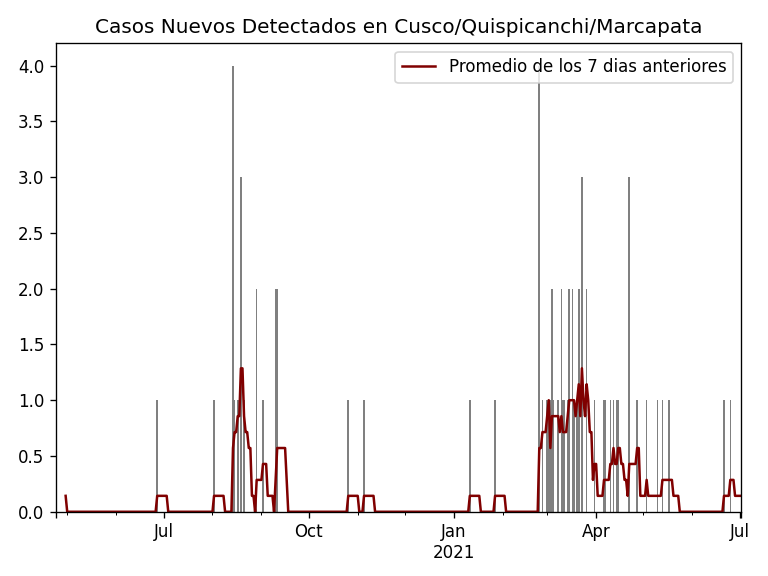 Casos Nuevos Detectados en Cusco/Quispicanchi/Marcapata
Promedio de los 7 dias anteriores
4.0
3.5
3.0
2.5
2.0
1.5
1.0
0.5
0.0
Jul
Oct
Jan
Apr
Jul
2021